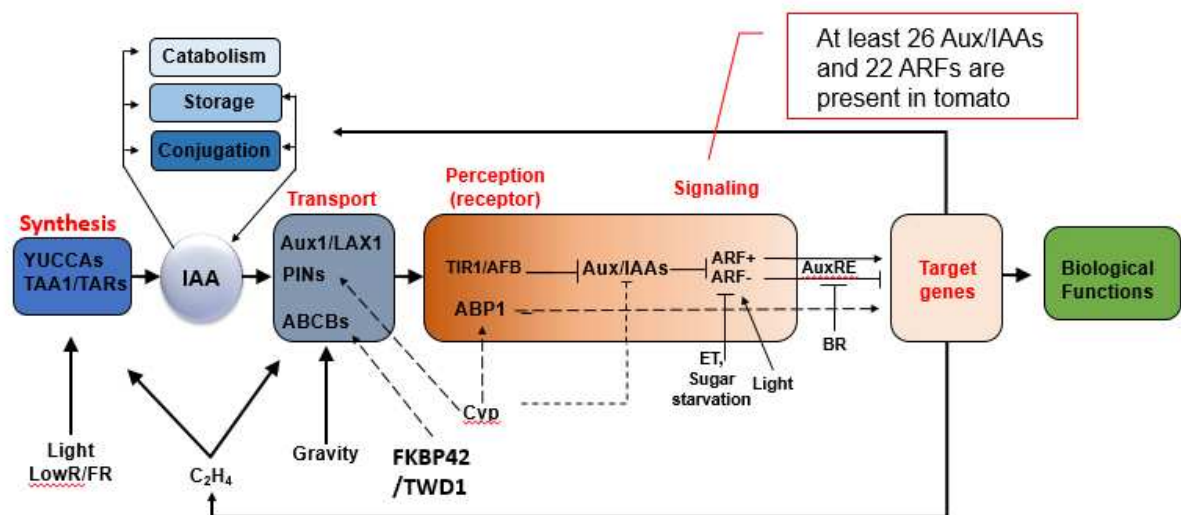 At least 26 Aux/IAAs
and 22 ARFs are
present in tomato
Catabolism
Storage
Conjugation
Synthesis
YUCCAs
TAA1/TARs
IAA
Transport
Aux1/LAX1
PINs
ABCBs
Perception
(receptor)
Signaling
TIR1/AFB
Aux/IAAs
ARF+
ARF-
ABP1
AuxRE
BR
Target
genes
Biological
Functions
ET,
Sugar
starvation
Light
Cyp
Light
LowR/FR
C₂H₄
Gravity
FKBP42
/TWD1